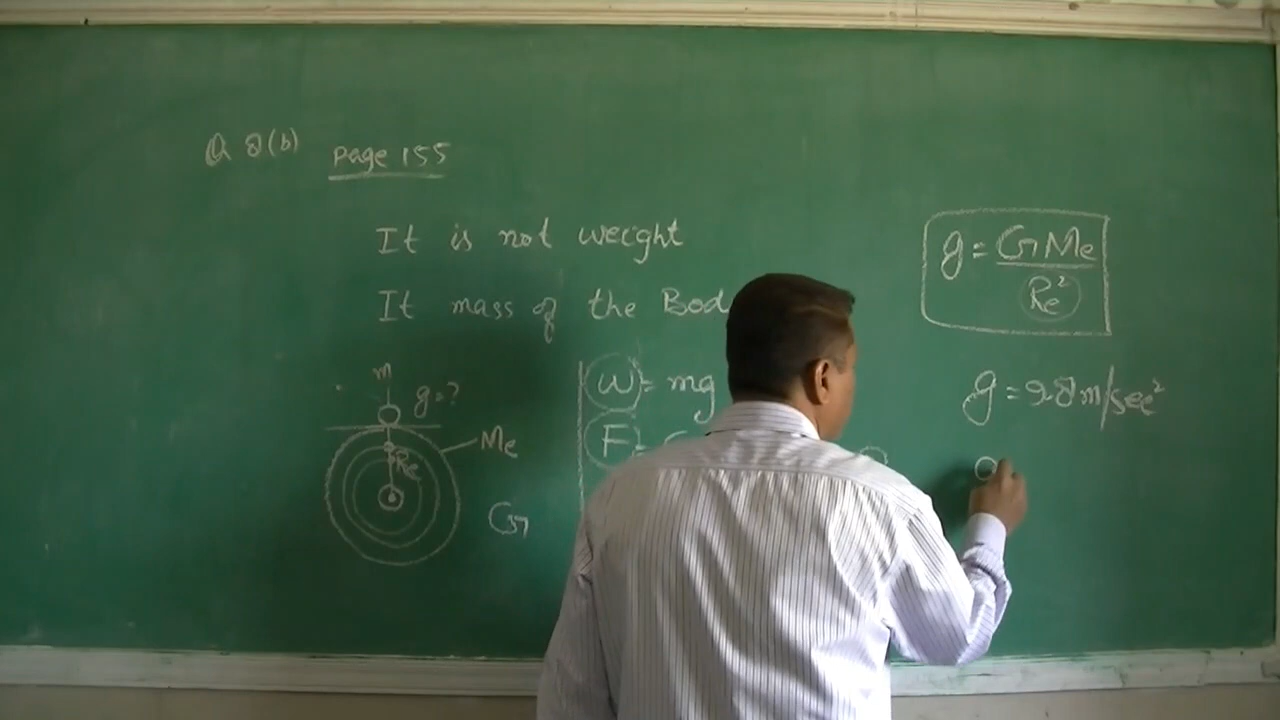 Q 8(b) Page 155
It is not weight
It mass of the Bod
m
g=?
Me
Re
G
W = mg
F =
g = GMe / Re²
g = 9.8 m/sec²